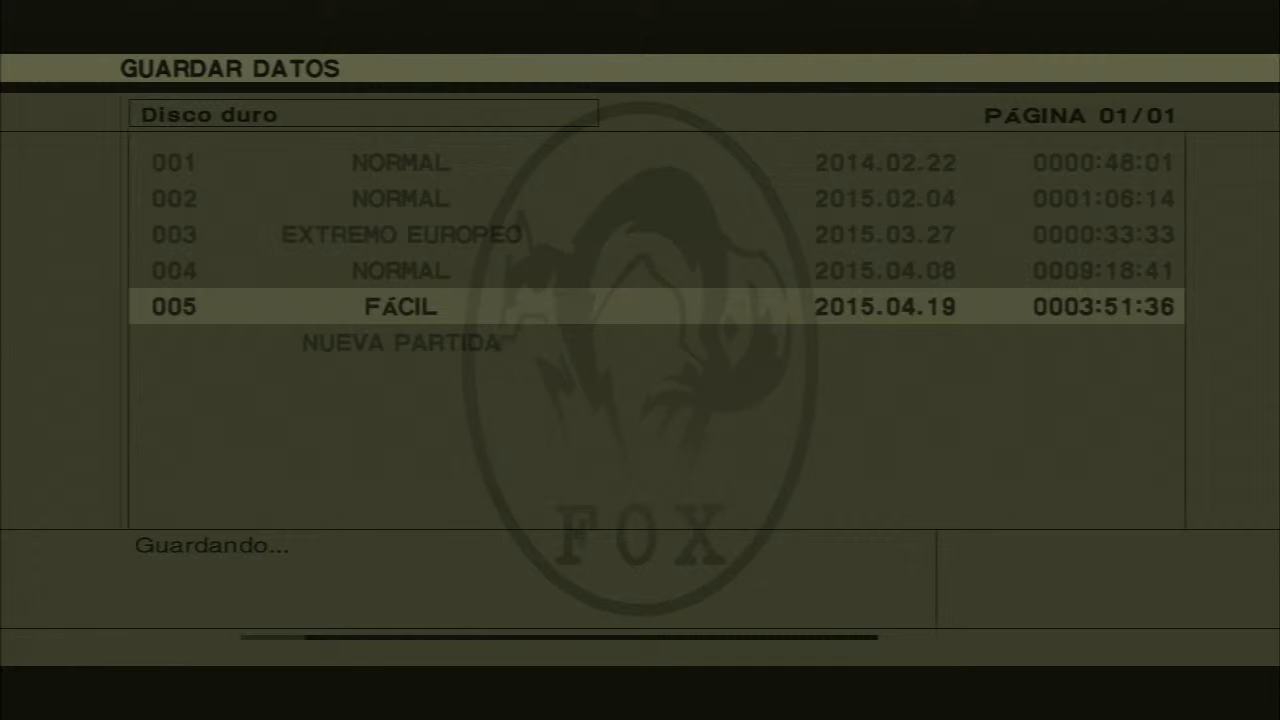 GUARDAR DATOS
Disco duro PÁGINA 01/01
001 NORMAL 2014.02.22 0000:48:01
002 NORMAL 2015.02.04 0001:06:14
003 EXTREMO EUROPEO 2015.03.27 0000:33:33
004 NORMAL 2015.04.08 0009:18:41
005 FÁCIL 2015.04.19 0003:51:36
NUEVA PARTIDA
FOX
Guardando...